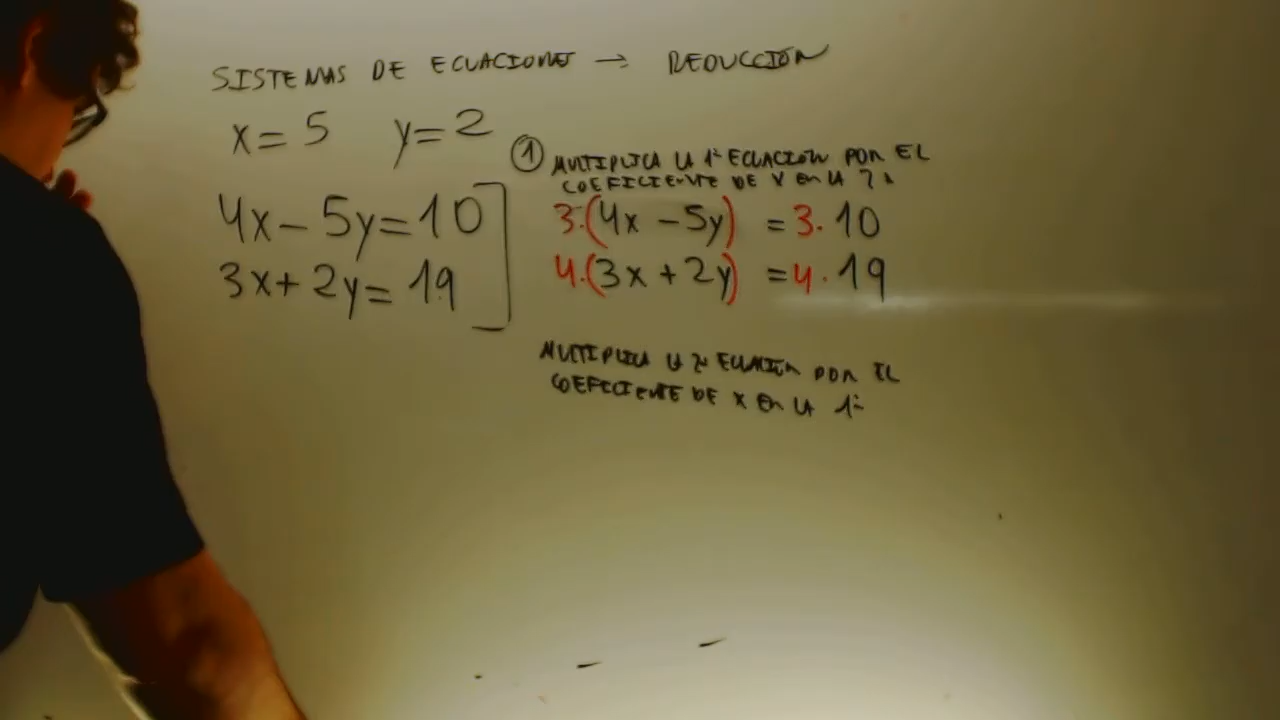 SISTEMAS DE ECUACIONES → REDUCCIÓN
x = 5 y = 2
① MULTIPLICA LA 1ª ECUACION POR EL
COEFICIENTE DE X EN LA 2ª
4x - 5y = 10
3x + 2y = 19
3·(4x - 5y) = 3·10
4·(3x + 2y) = 4·19
MULTIPLICA LA 2ª ECUACIÓN POR EL
COEFICIENTE DE X EN LA 1ª